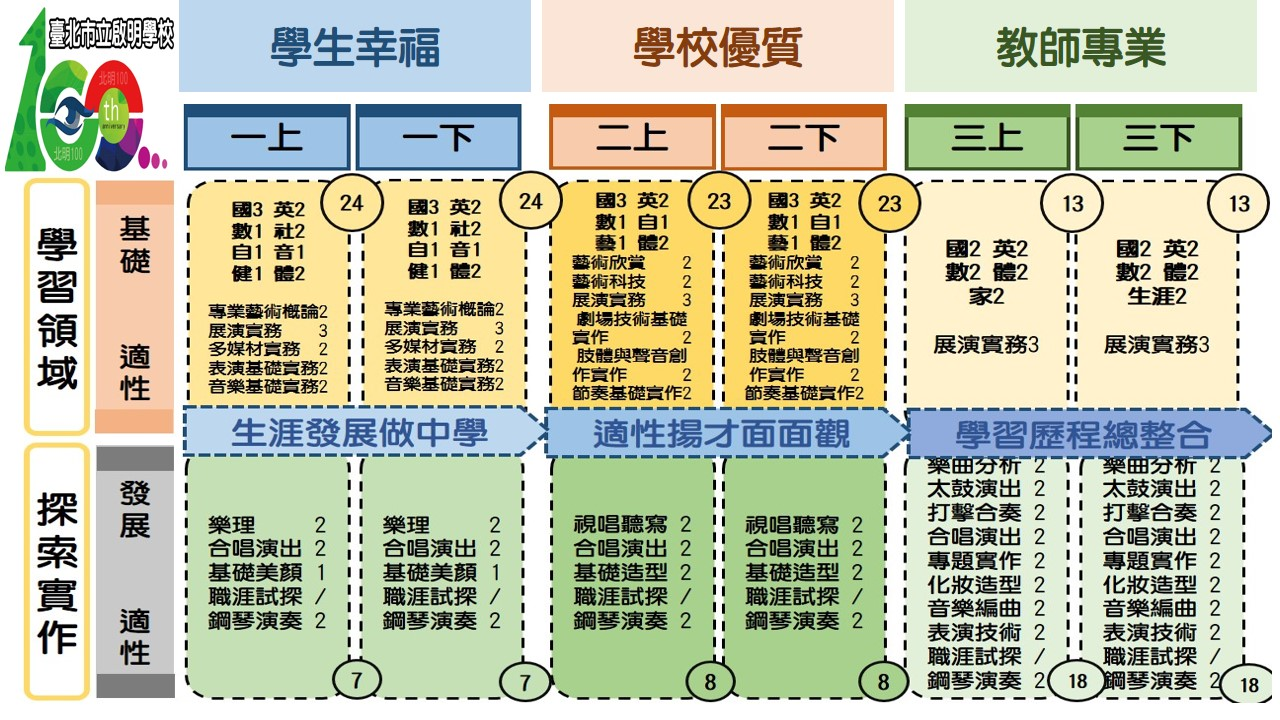 臺北市立啟明學校
北明100
th
anniversary
北明100
學生幸福
學校優質
教師專業
一上
一下
二上
二下
三上
三下
學習領域
基礎
適性
24
國3 英2
數1 社2
自1 音1
健1 體2
專業藝術概論2
展演實務 3
多媒材實務 2
表演基礎實務2
音樂基礎實務2
24
國3 英2
數1 社2
自1 音1
健1 體2
專業藝術概論2
展演實務 3
多媒材實務 2
表演基礎實務2
音樂基礎實務2
23
國3 英2
數1 自1
藝1 體2
藝術欣賞 2
藝術科技 2
展演實務 3
劇場技術基礎
實作 2
肢體與聲音創
作實作 2
節奏基礎實作2
23
國3 英2
數1 自1
藝1 體2
藝術欣賞 2
藝術科技 2
展演實務 3
劇場技術基礎
實作 2
肢體與聲音創
作實作 2
節奏基礎實作2
13
國2 英2
數2 體2
家2
展演實務3
13
國2 英2
數2 體2
生涯2
展演實務3
生涯發展做中學
適性揚才面面觀
學習歷程總整合
探索實作
發展
適性
樂理 2
合唱演出 2
基礎美顏 1
職涯試探 /
鋼琴演奏 2
7
樂理 2
合唱演出 2
基礎美顏 1
職涯試探 /
鋼琴演奏 2
7
視唱聽寫 2
合唱演出 2
基礎造型 2
職涯試探 /
鋼琴演奏 2
8
視唱聽寫 2
合唱演出 2
基礎造型 2
職涯試探 /
鋼琴演奏 2
8
樂曲分析 2
太鼓演出 2
打擊合奏 2
合唱演出 2
專題實作 2
化妝造型 2
音樂編曲 2
表演技術 2
職涯試探 /
鋼琴演奏 2
18
樂曲分析 2
太鼓演出 2
打擊合奏 2
合唱演出 2
專題實作 2
化妝造型 2
音樂編曲 2
表演技術 2
職涯試探 /
鋼琴演奏 2
18